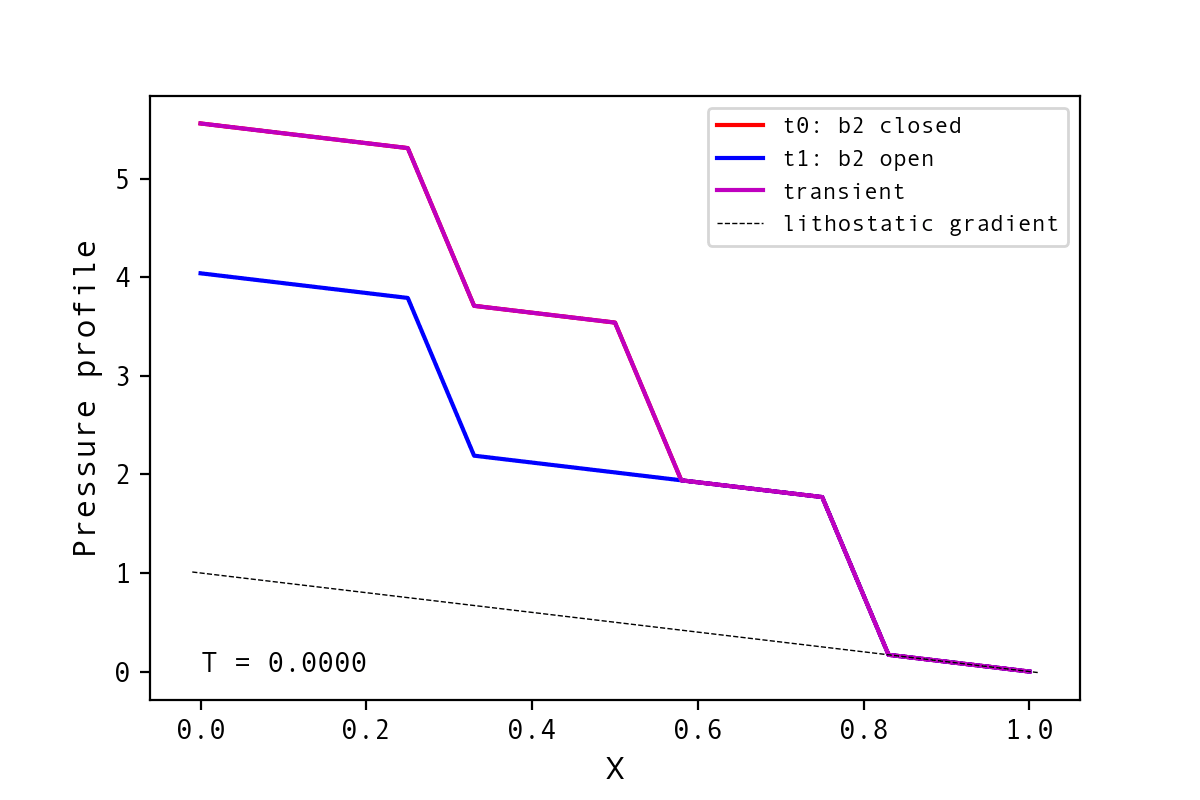 t0: b2 closed
t1: b2 open
transient
lithostatic gradient
Pressure profile
5
4
3
2
1
0
T = 0.0000
0.0 0.2 0.4 0.6 0.8 1.0
X